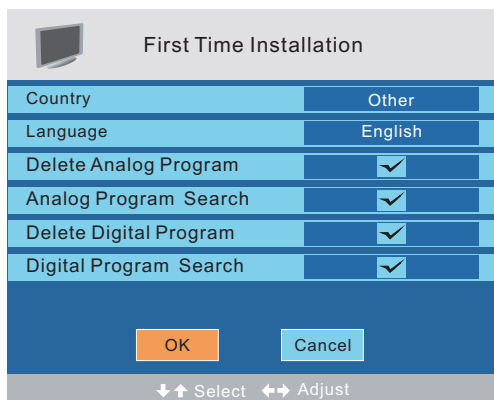 First Time Installation
Country Other
Language English
Delete Analog Program
Analog Program Search
Delete Digital Program
Digital Program Search
OK Cancel
Select Adjust